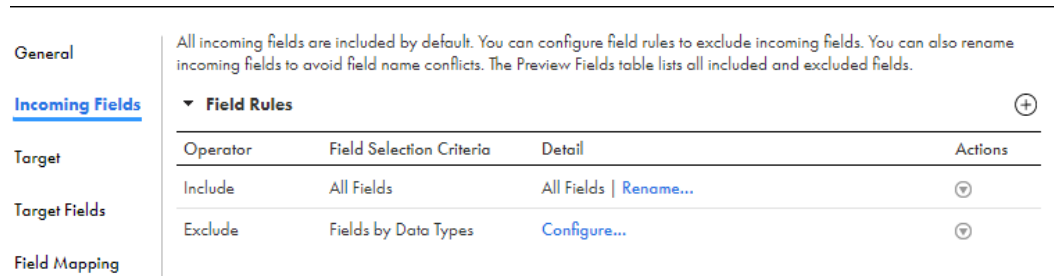 General
Incoming Fields
Target
Target Fields
Field Mapping
All incoming fields are included by default. You can configure field rules to exclude incoming fields. You can also rename
incoming fields to avoid field name conflicts. The Preview Fields table lists all included and excluded fields.
Field Rules
Operator Field Selection Criteria Detail Actions
Include All Fields All Fields | Rename...
Exclude Fields by Data Types Configure...